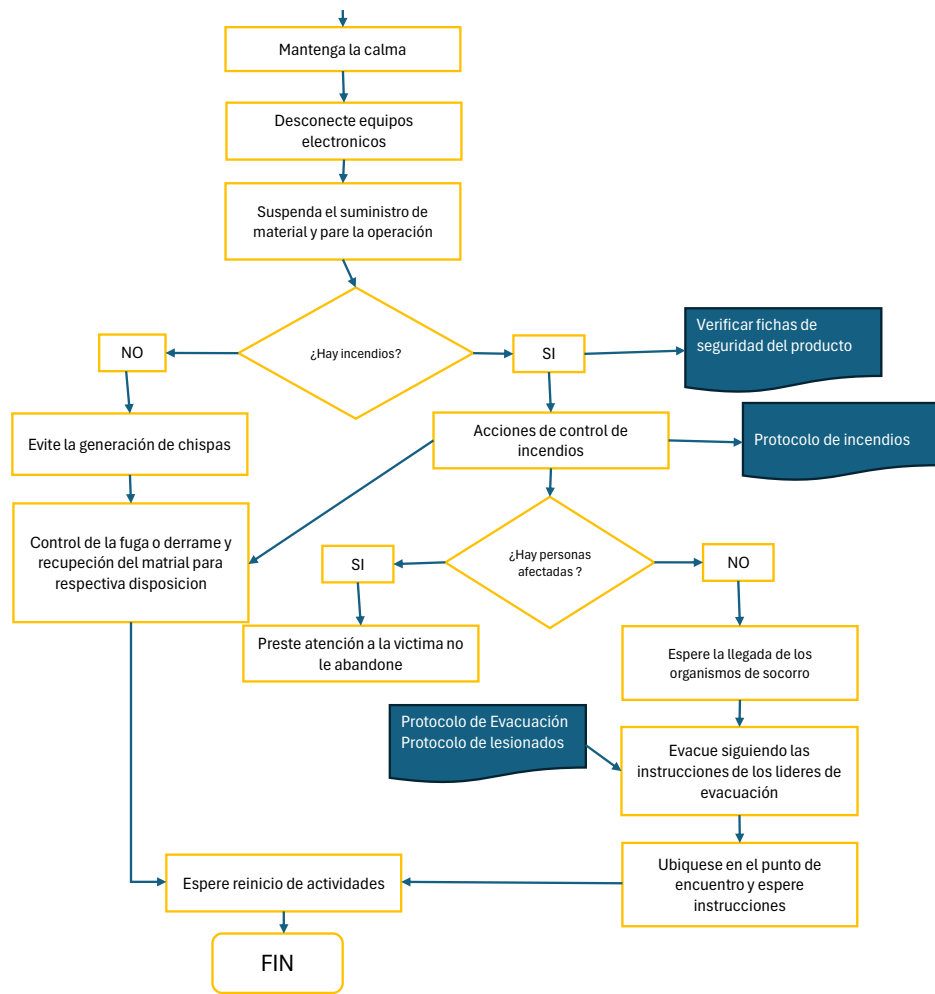 Mantenga la calma
Desconecte equipos
electronicos
Suspenda el suministro de
material y pare la operación
¿Hay incendios?
NO
SI
Verificar fichas de
seguridad del producto
Evite la generación de chispas
Acciones de control de
incendios
Protocolo de incendios
Control de la fuga o derrame y
recupeción del matrial para
respectiva disposicion
¿Hay personas
afectadas ?
SI
NO
Preste atención a la victima no
le abandone
Espere la llegada de los
organismos de socorro
Protocolo de Evacuación
Protocolo de lesionados
Evacue siguiendo las
instrucciones de los lideres de
evacuación
Ubiquese en el punto de
encuentro y espere
instrucciones
Espere reinicio de actividades
FIN